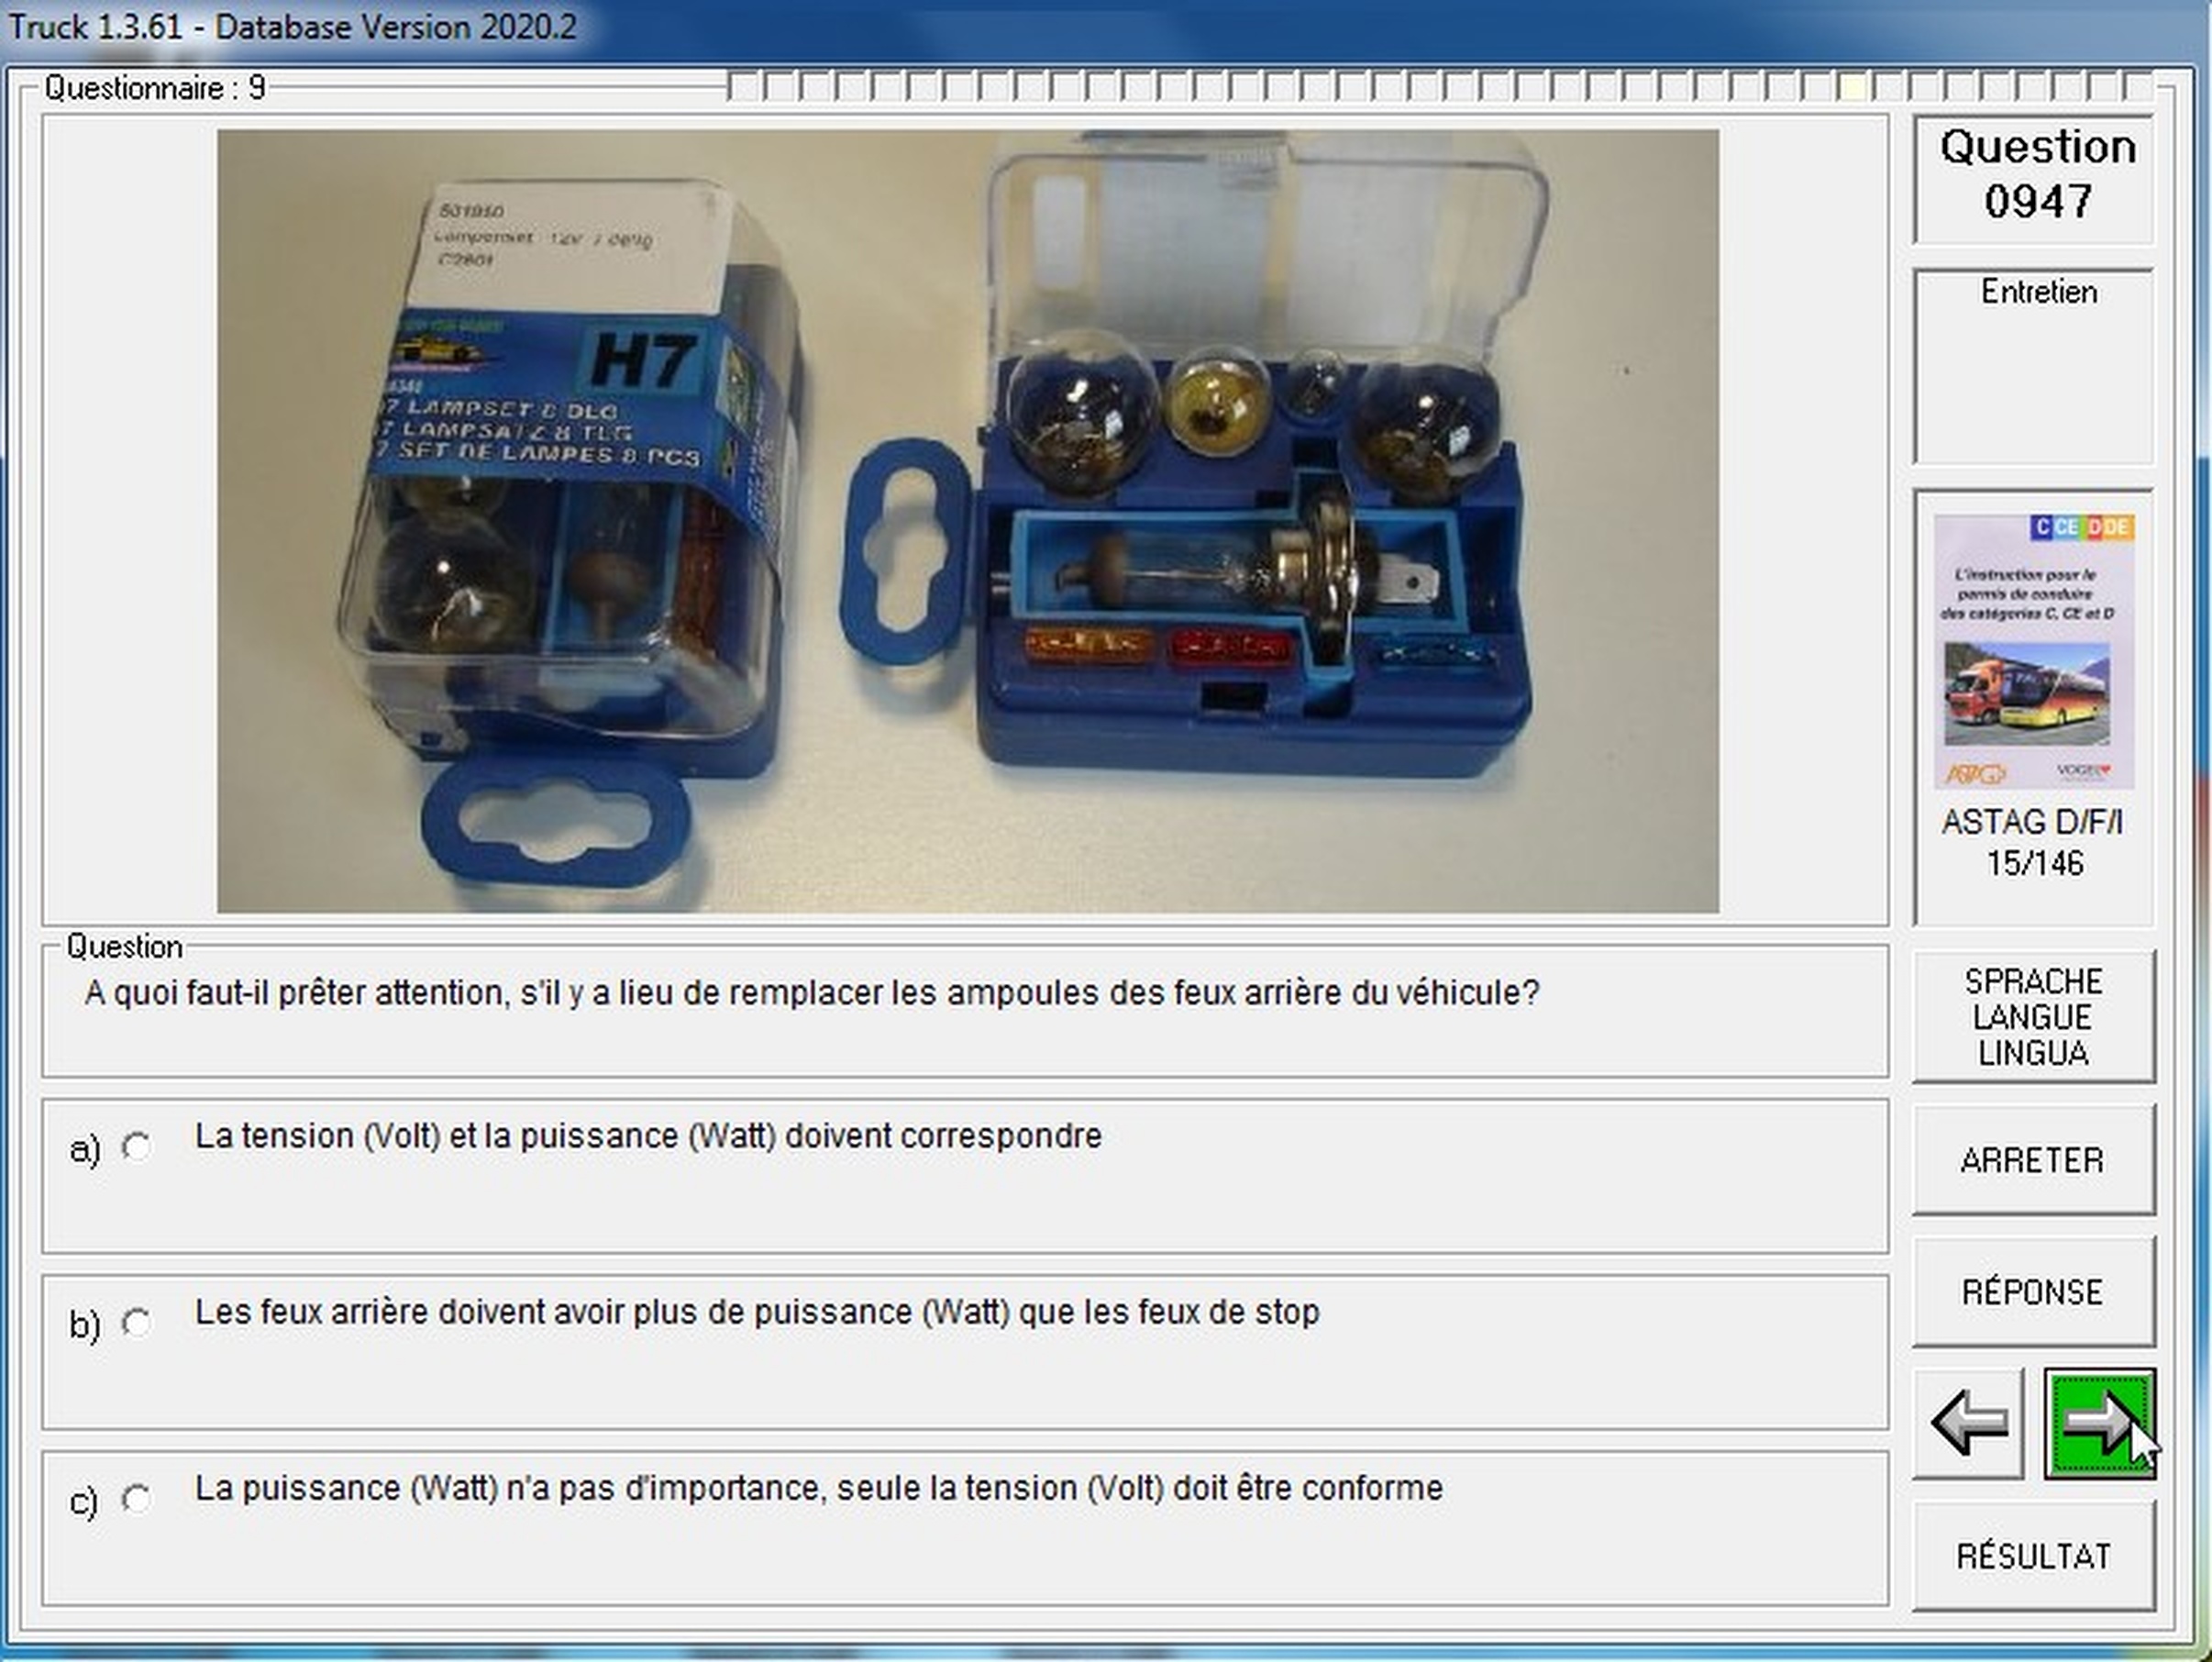 Truck 1.3.61 - Database Version 2020.2
Questionnaire : 9
H7
7 LAMPSET 8 DLG
7 LAMPSATZ 8 TLG
7 SET DE LAMPES 8 PCS
Question
0947
Entretien
C CE D DE
L'instruction pour le
permis de conduire
des catégories C, CE et D
ASTAG
VOGEL
ASTAG D/F/I
15/146
Question
A quoi faut-il prêter attention, s'il y a lieu de remplacer les ampoules des feux arrière du véhicule?
a) La tension (Volt) et la puissance (Watt) doivent correspondre
b) Les feux arrière doivent avoir plus de puissance (Watt) que les feux de stop
c) La puissance (Watt) n'a pas d'importance, seule la tension (Volt) doit être conforme
SPRACHE
LANGUE
LINGUA
ARRETER
RÉPONSE
RÉSULTAT